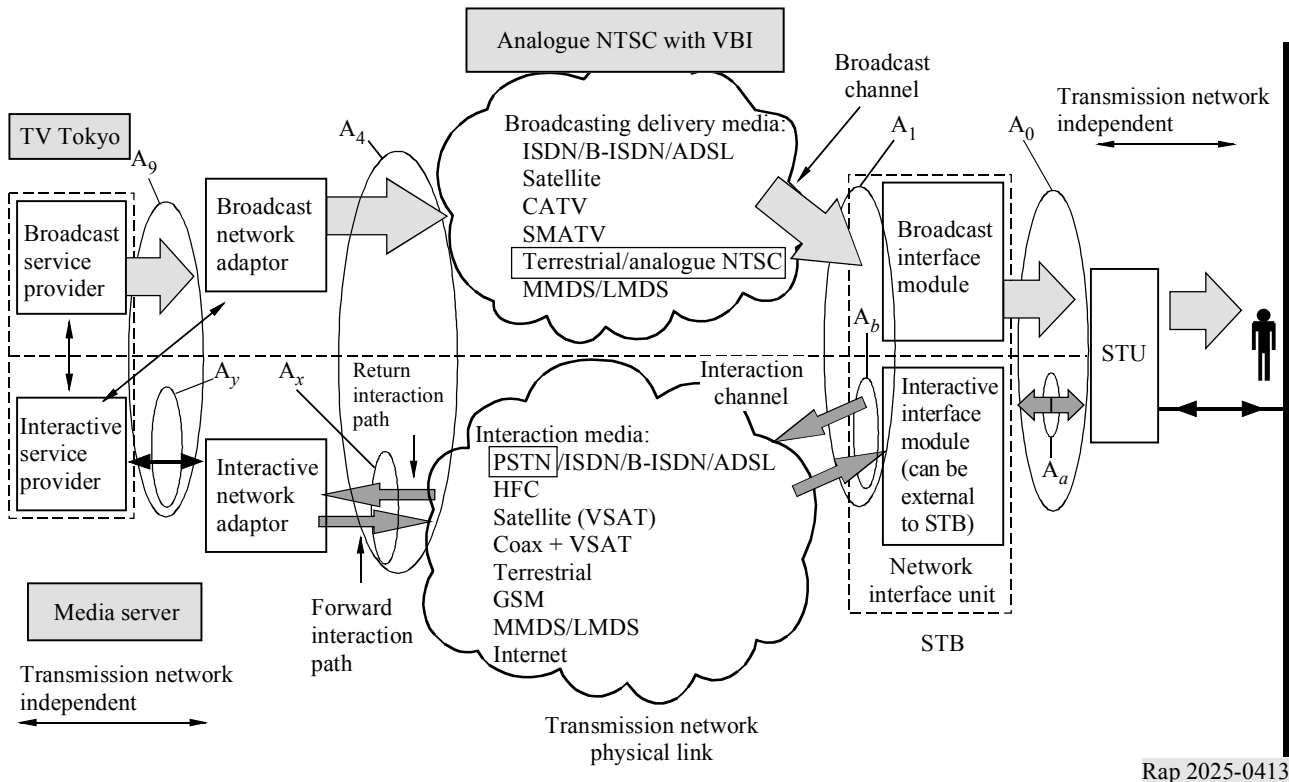 Analogue NTSC with VBI
Broadcast
channel
Transmission network
independent
TV Tokyo
A9
A4
A1
A0
Broadcasting delivery media:
ISDN/B-ISDN/ADSL
Satellite
CATV
SMATV
Terrestrial/analogue NTSC
MMDS/LMDS
Broadcast
service
provider
Broadcast
network
adaptor
Broadcast
interface
module
STU
Ay
Ax
Return
interaction
path
Interaction
channel
Ab
Aa
Interactive
service
provider
Interactive
network
adaptor
Interaction media:
PSTN/ISDN/B-ISDN/ADSL
HFC
Satellite (VSAT)
Coax + VSAT
Terrestrial
GSM
MMDS/LMDS
Internet
Interactive
interface
module
(can be
external
to STB)
Network
interface unit
STB
Media server
Forward
interaction
path
Transmission network
independent
Transmission network
physical link
Rap 2025-0413